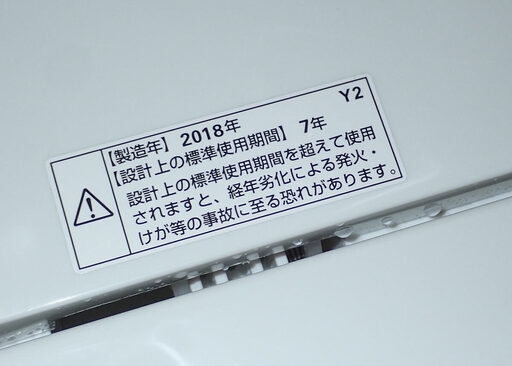 Y2
【製造年】2018年
【設計上の標準使用期間】7年
設計上の標準使用期間を超えて使用
されますと、経年劣化による発火・
けが等の事故に至る恐れがあります。